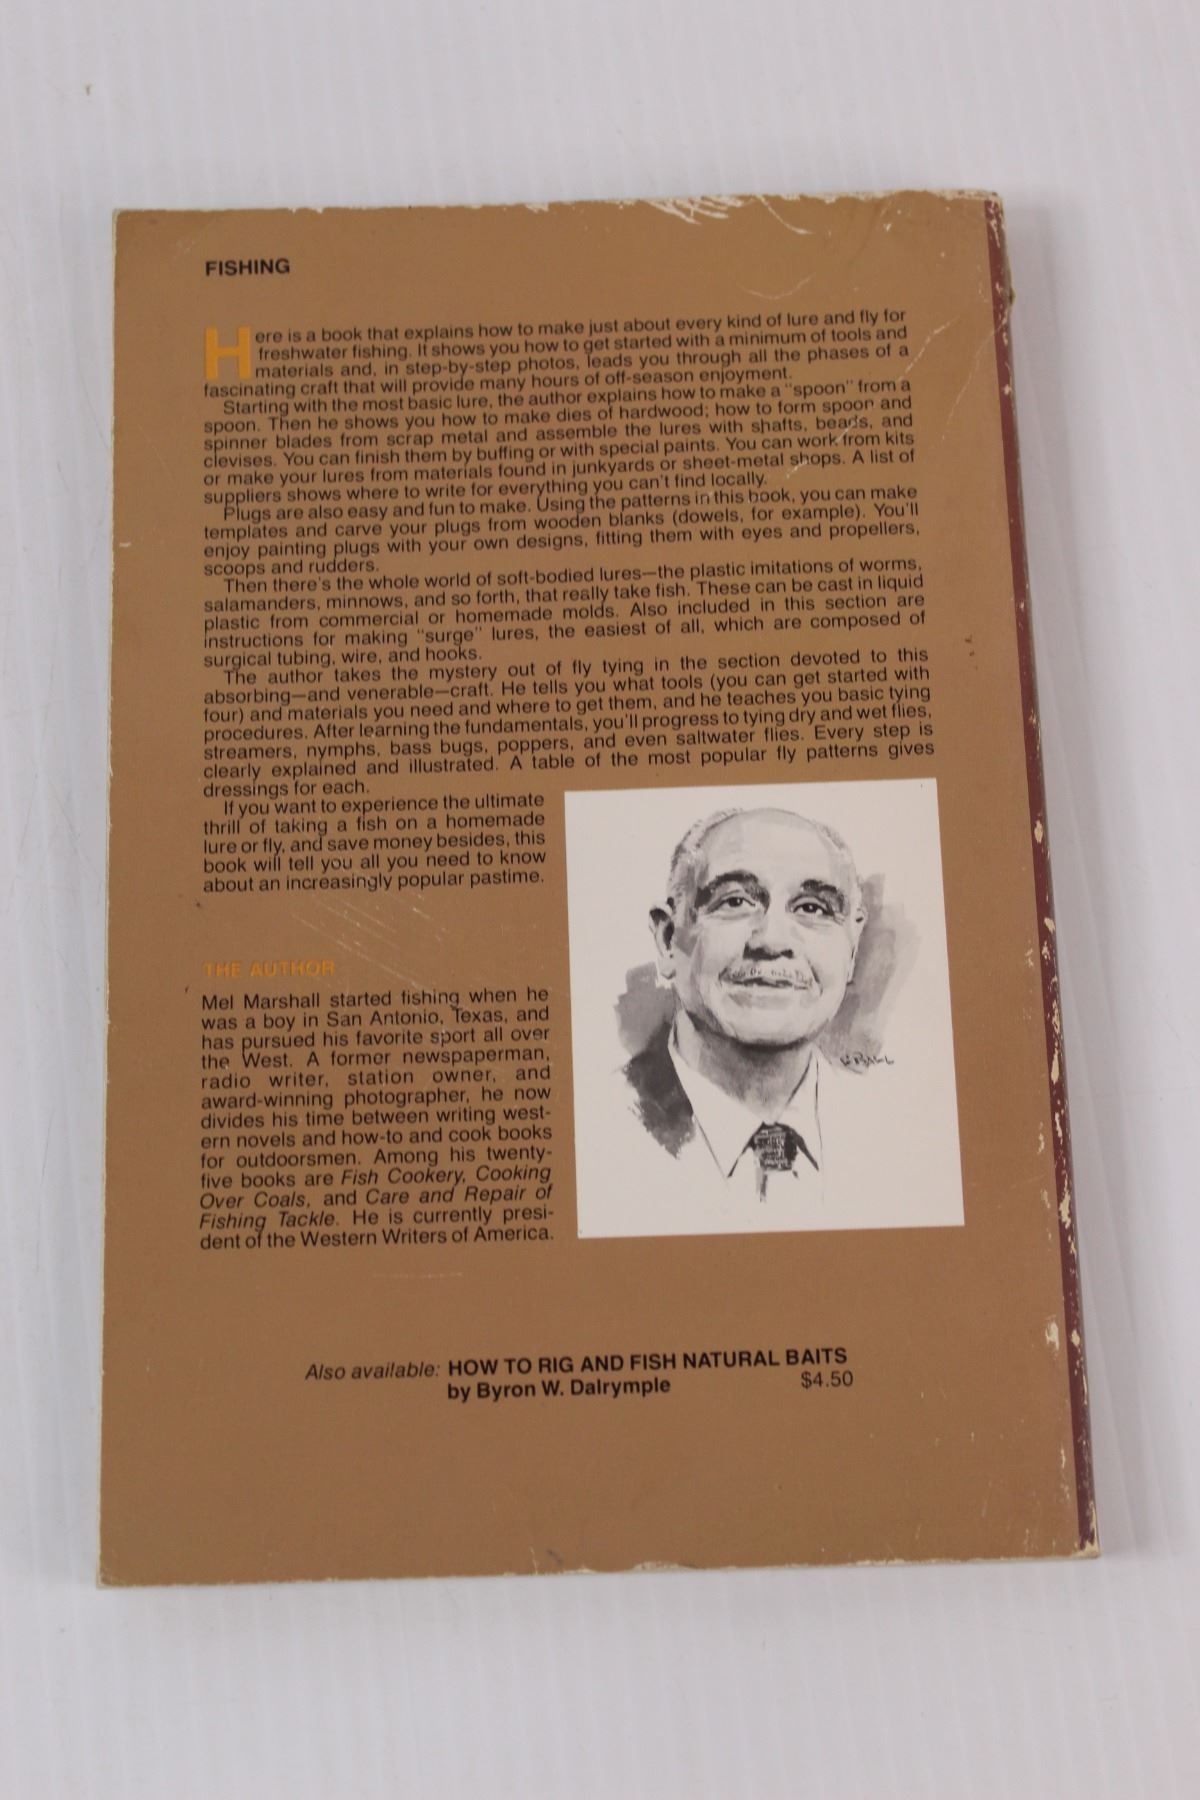 FISHING
Here is a book that explains how to make just about every kind of lure and fly for
freshwater fishing. It shows you how to get started with a minimum of tools and
materials and, in step-by-step photos, leads you through all the phases of a
fascinating craft that will provide many hours of off-season enjoyment.
Starting with the most basic lure, the author explains how to make a "spoon" from a
spoon. Then he shows you how to make dies of hardwood; how to form spoon and
spinner blades from scrap metal and assemble the lures with shafts, beads, and
clevises. You can finish them by buffing or with special paints. You can work from kits
or make your lures from materials found in junkyards or sheet-metal shops. A list of
suppliers shows where to write for everything you can't find locally.
Plugs are also easy and fun to make. Using the patterns in this book, you can make
templates and carve your plugs from wooden blanks (dowels, for example). You'll
enjoy painting plugs with your own designs, fitting them with eyes and propellers,
scoops and rudders.
Then there's the whole world of soft-bodied lures—the plastic imitations of worms,
salamanders, minnows, and so forth, that really take fish. These can be cast in liquid
plastic from commercial or homemade molds. Also included in this section are
instructions for making "surge" lures, the easiest of all, which are composed of
surgical tubing, wire, and hooks.
The author takes the mystery out of fly tying in the section devoted to this
absorbing—and venerable—craft. He tells you what tools (you can get started with
four) and materials you need and where to get them, and he teaches you basic tying
procedures. After learning the fundamentals, you'll progress to tying dry and wet flies,
streamers, nymphs, bass bugs, poppers, and even saltwater flies. Every step is
clearly explained and illustrated. A table of the most popular fly patterns gives
dressings for each.
If you want to experience the ultimate
thrill of taking a fish on a homemade
lure or fly, and save money besides, this
book will tell you all you need to know
about an increasingly popular pastime.
THE AUTHOR
Mel Marshall started fishing when he
was a boy in San Antonio, Texas, and
has pursued his favorite sport all over
the West. A former newspaperman,
radio writer, station owner, and
award-winning photographer, he now
divides his time between writing west-
ern novels and how-to and cook books
for outdoorsmen. Among his twenty-
five books are Fish Cookery, Cooking
Over Coals, and Care and Repair of
Fishing Tackle. He is currently presi-
dent of the Western Writers of America.
Also available: HOW TO RIG AND FISH NATURAL BAITS
by Byron W. Dalrymple $4.50